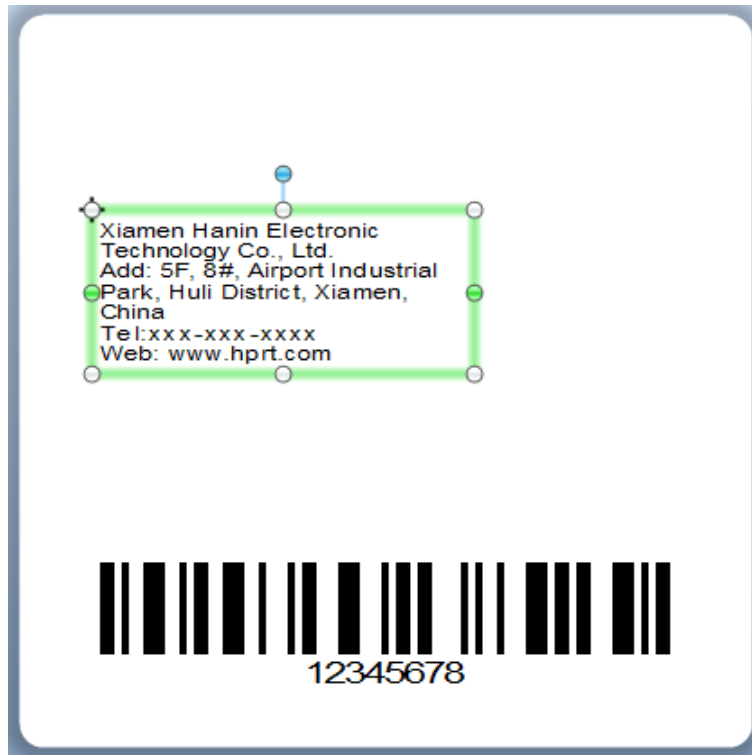 Xiamen Hanin Electronic
Technology Co., Ltd.
Add: 5F, 8#, Airport Industrial
Park, Huli District, Xiamen,
China
Tel:xxx-xxx-xxxx
Web: www.hprt.com
12345678